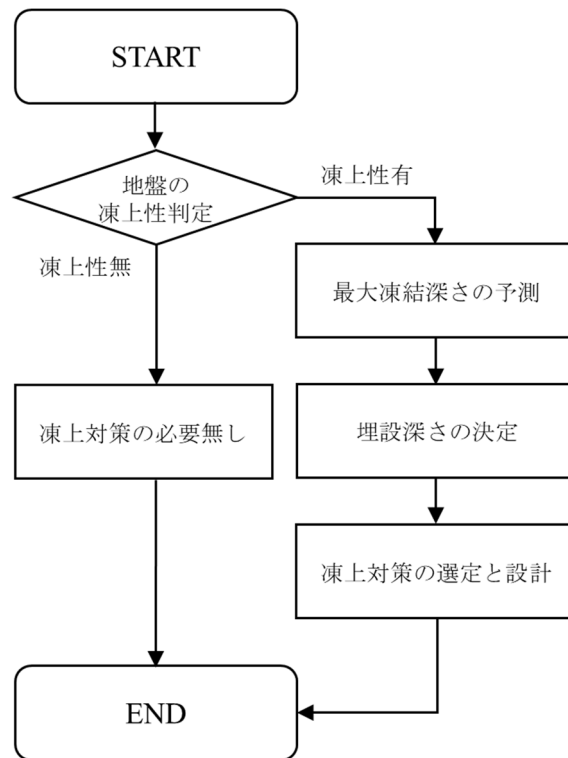 START
地盤の
凍上性判定
凍上性有
凍上性無
最大凍結深さの予測
凍上対策の必要無し
埋設深さの決定
凍上対策の選定と設計
END